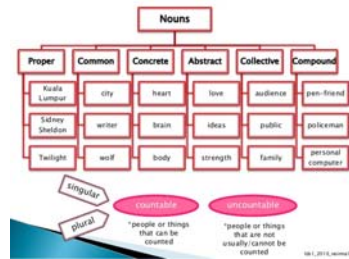 Nouns
Proper
Common
Concrete
Abstract
Collective
Compound
Kuala
Lumpur
city
heart
love
audience
pen-friend
Sidney
Sheldon
writer
brain
ideas
public
policeman
Twilight
wolf
body
strength
family
personal
computer
singular
plural
countable
uncountable
*people or things
that can be
counted
*people or things
that are not
usually/cannot be
counted